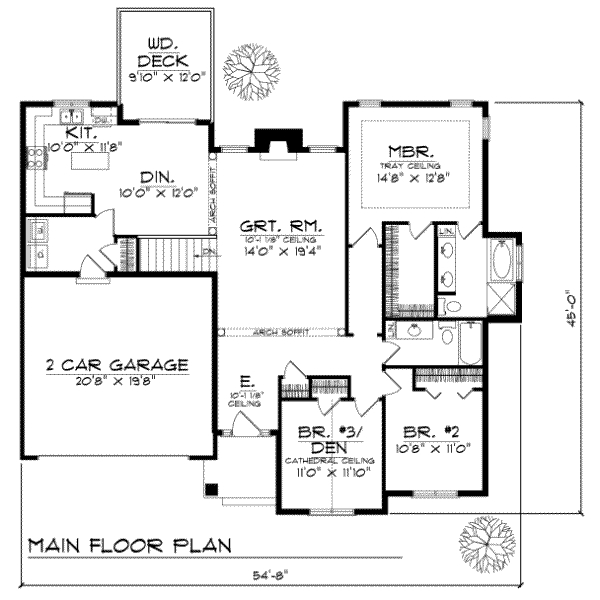 WD.
DECK
9'10" × 12'0"
KIT.
10'0" × 11'8"
DW.
DIN.
10'0" × 12'0"
ARCH SOFFIT
GRT. RM.
10'-1 1/8" CEILING
14'0" × 19'4"
MBR.
TRAY CEILING
14'8" × 12'8"
LIN.
DN.
ARCH SOFFIT
LIN.
45'-0"
2 CAR GARAGE
20'8" × 19'8"
E.
10'-1 1/8"
CEILING
BR. #3/
DEN
CATHEDRAL CEILING
11'0" × 11'10"
BR. #2
10'8" × 11'0"
MAIN FLOOR PLAN
54'-8"